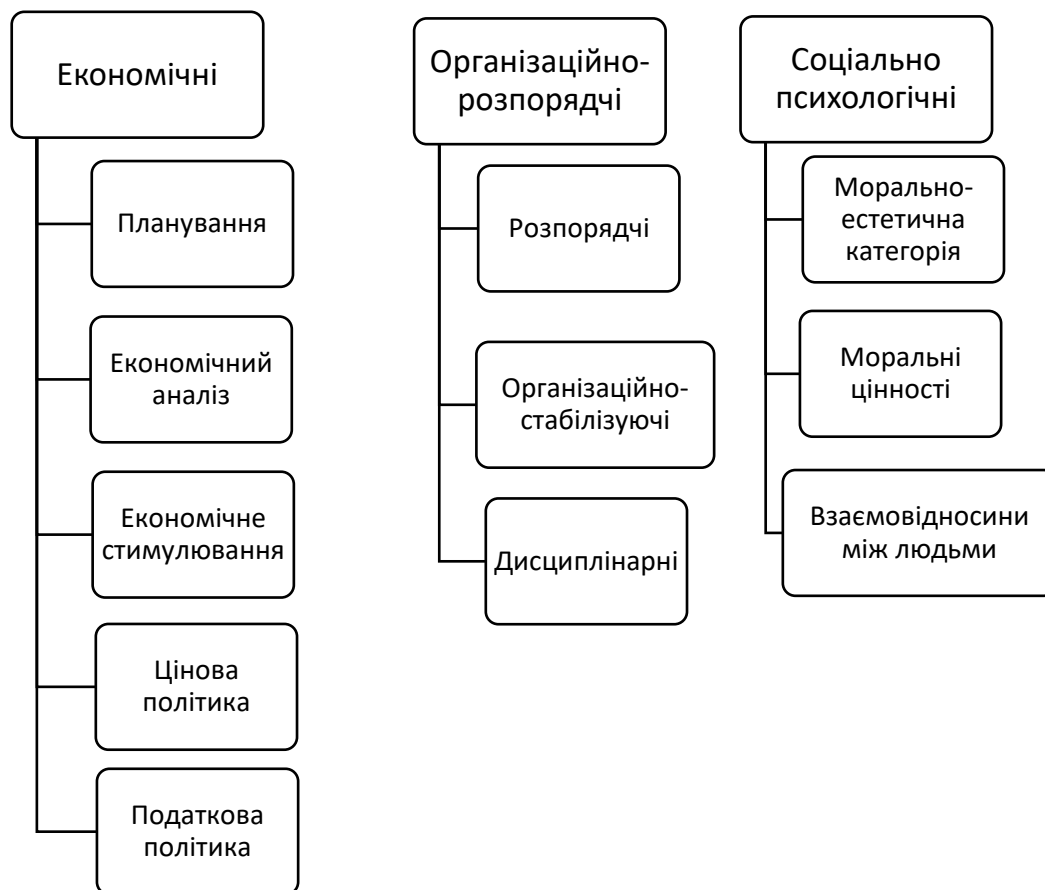 Економічні
Планування
Економічний
аналіз
Економічне
стимулювання
Цінова
політика
Податкова
політика
Організаційно-
розпорядчі
Розпорядчі
Організаційно-
стабілізуючі
Дисциплінарні
Соціально
психологічні
Морально-
естетична
категорія
Моральні
цінності
Взаємовідносини
між людьми